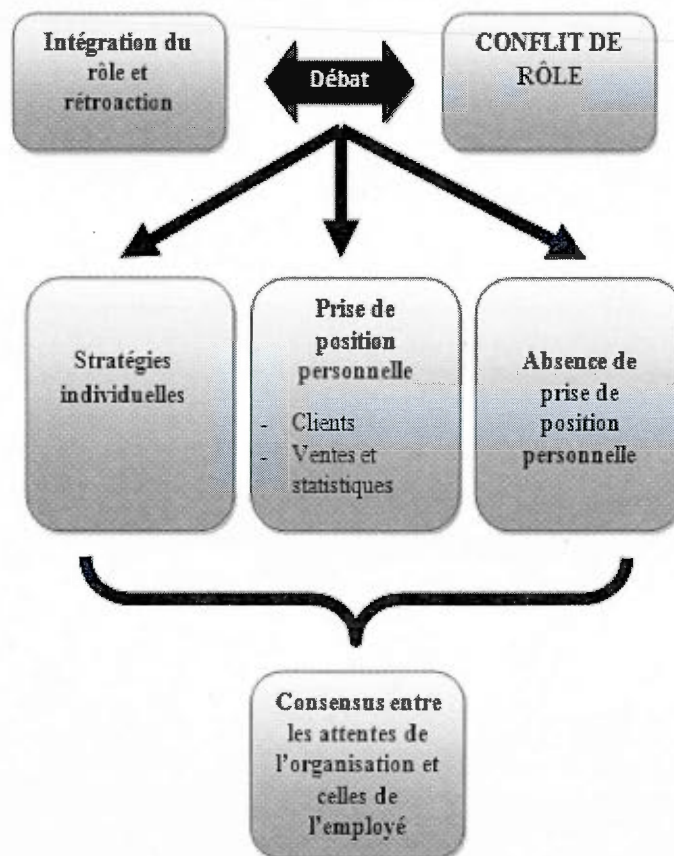 Intégration du
rôle et
rétroaction
Débat
CONFLIT DE
RÔLE
Stratégies
individuelles
Prise de
position
personnelle
- Clients
- Ventes et
statistiques
Absence de
prise de
position
personnelle
Consensus entre
les attentes de
l'organisation et
celles de
l'employé